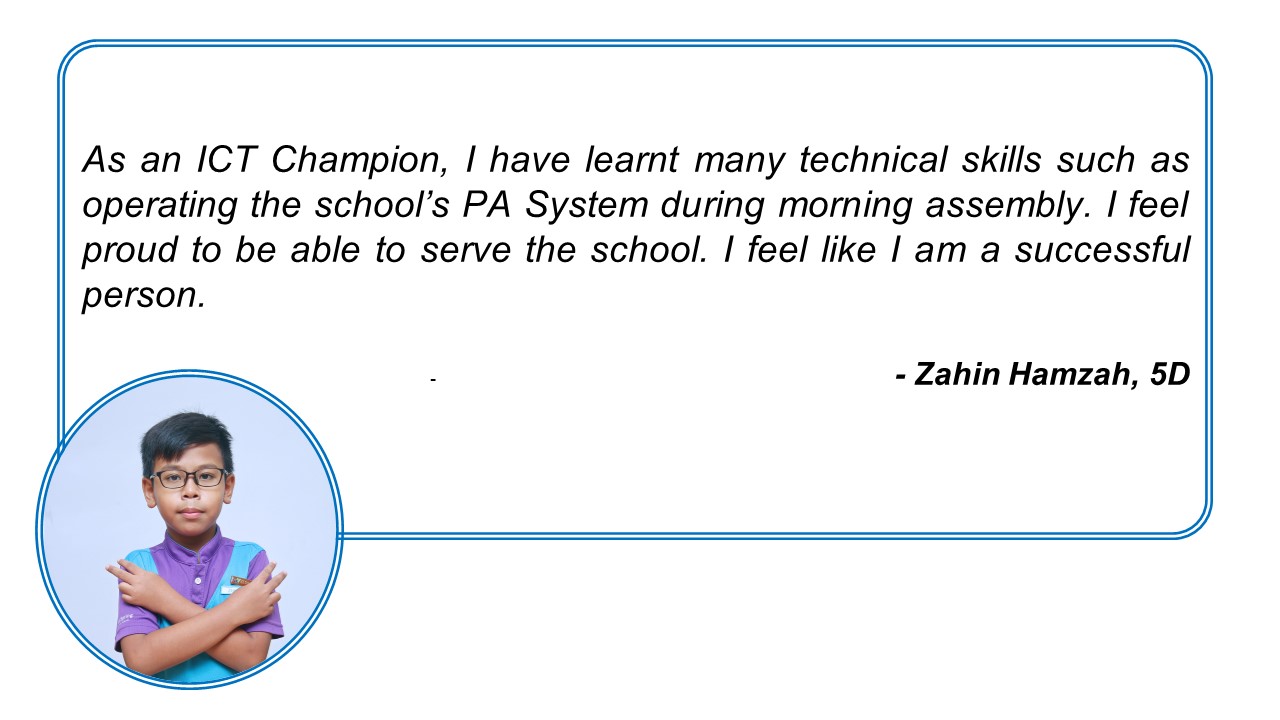 As an ICT Champion, I have learnt many technical skills such as
operating the school’s PA System during morning assembly. I feel
proud to be able to serve the school. I feel like I am a successful
person.
-
- Zahin Hamzah, 5D